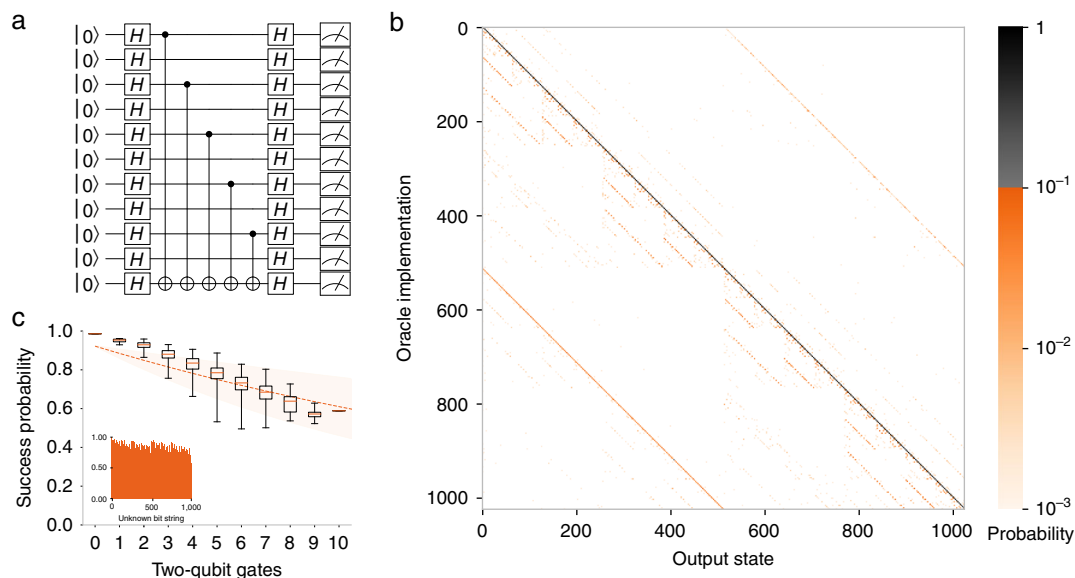 a
|0⟩ H H
|0⟩ H H
|0⟩ H H
|0⟩ H H
|0⟩ H H
|0⟩ H H
|0⟩ H H
|0⟩ H H
|0⟩ H H
|0⟩ H H
|0⟩ H H
b
0
200
400
600
800
1000
Oracle implementation
0 200 400 600 800 1000
Output state
1
10⁻¹
10⁻²
10⁻³
Probability
c
1.0
0.8
0.6
0.4
0.2
0.0
Success probability
1.00
0.50
0.00
0 500 1,000
Unknown bit string
0 1 2 3 4 5 6 7 8 9 10
Two-qubit gates